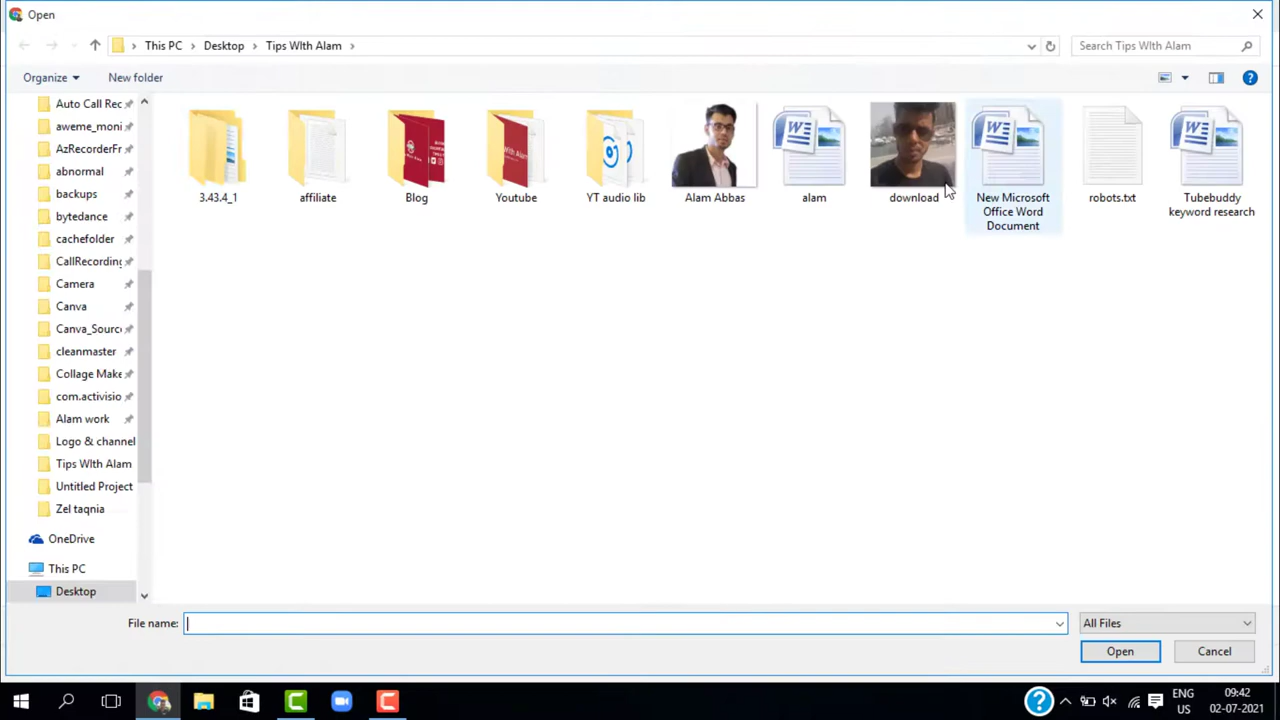 Open
This PC
Desktop
Tips WIth Alam
Search Tips WIth Alam
Organize
New folder
Auto Call Rec
aweme_moni
AzRecorderFr
abnormal
backups
bytedance
cachefolder
CallRecording
Camera
Canva
Canva_Source
cleanmaster
Collage Make
com.activisio
Alam work
Logo & channel
Tips WIth Alam
Untitled Project
Zel taqnia
OneDrive
This PC
Desktop
3.43.4_1
affiliate
Blog
Youtube
YT audio lib
Alam Abbas
alam
download
New Microsoft
Office Word
Document
robots.txt
Tubebuddy
keyword research
With Alam
File name:
All Files
Open
Cancel
ENG
US
09:42
02-07-2021